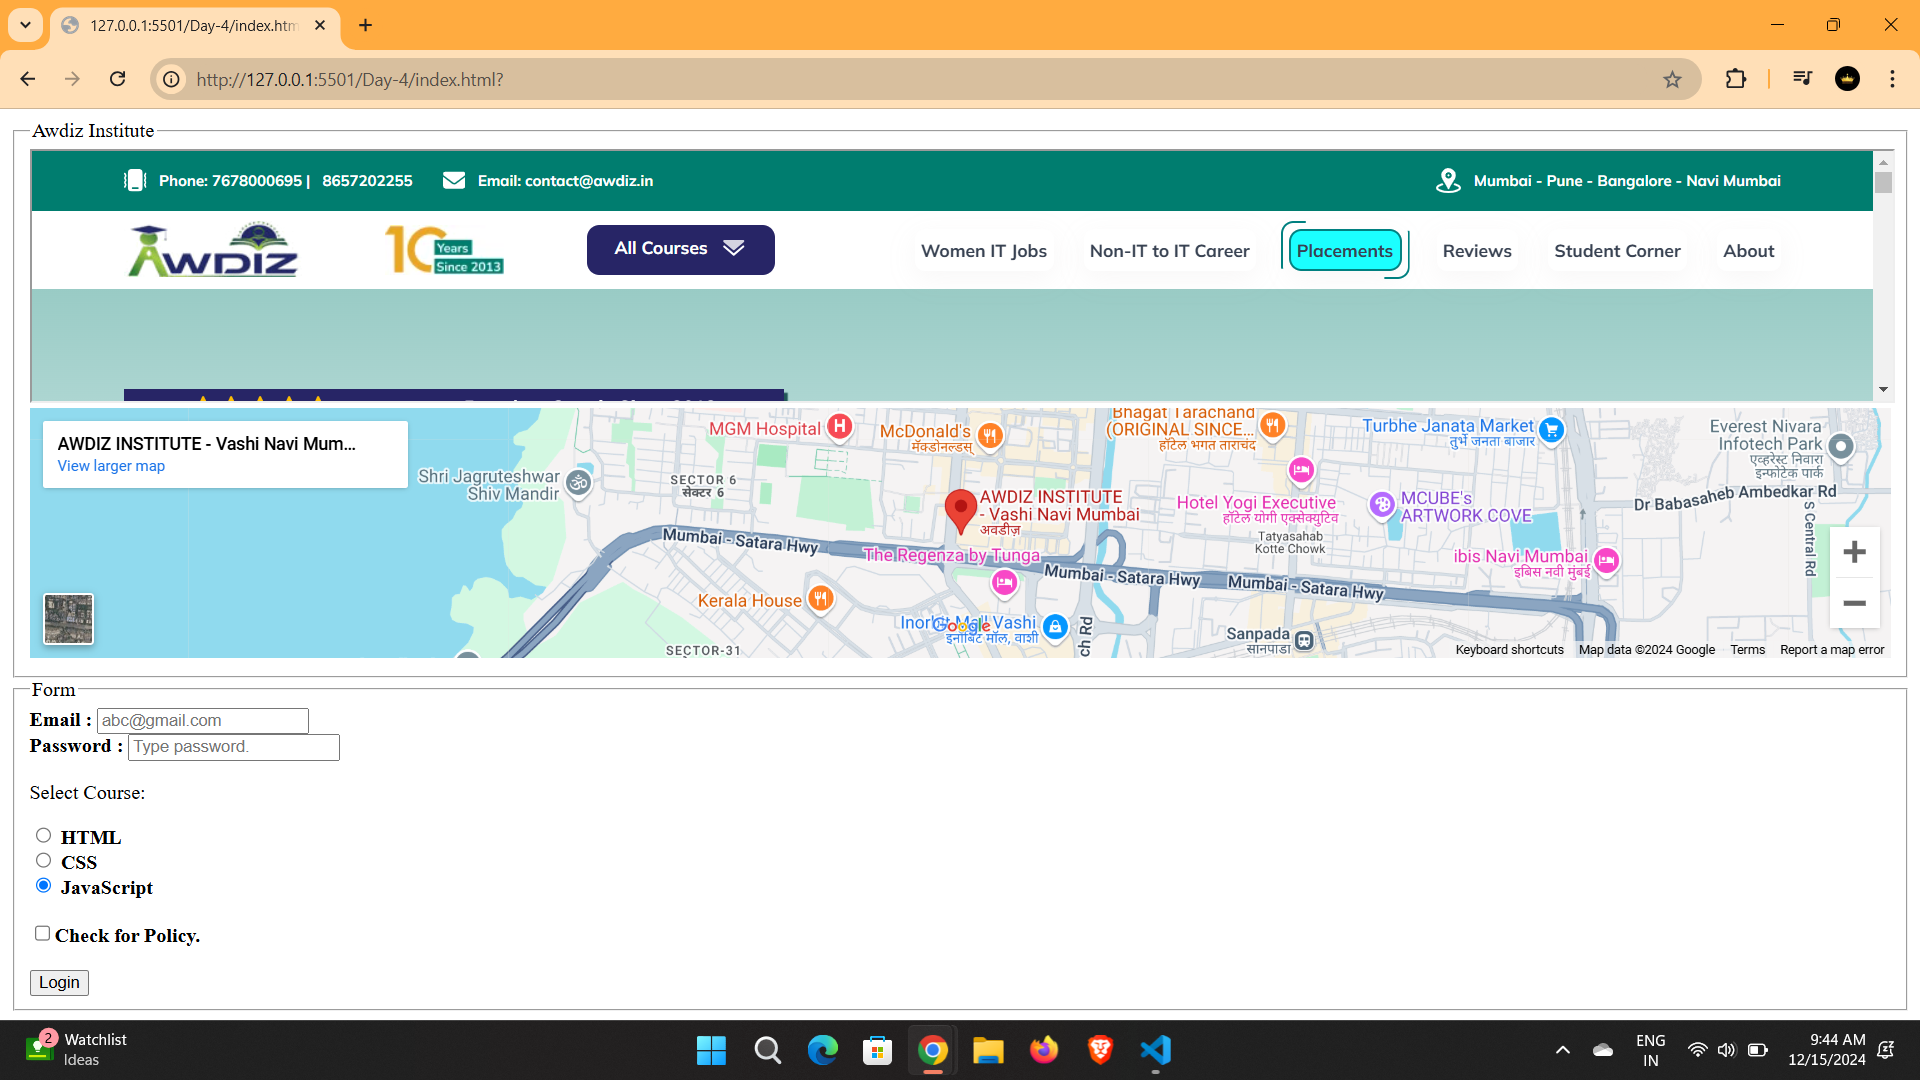 127.0.0.1:5501/Day-4/index.htm
http://127.0.0.1:5501/Day-4/index.html?
Awdiz Institute
Phone: 7678000695 | 8657202255
Email: contact@awdiz.in
Mumbai - Pune - Bangalore - Navi Mumbai
AWDIZ
10 Years
Since 2013
All Courses
Women IT Jobs
Non-IT to IT Career
Placements
Reviews
Student Corner
About
AWDIZ INSTITUTE - Vashi Navi Mum...
View larger map
MGM Hospital
McDonald's
मॅकडोनल्डस्
Bhagat Tarachand
(ORIGINAL SINCE...
हॉटेल भगत ताराचंद
Turbhe Janata Market
तुर्भे जनता बाजार
Everest Nivara
Infotech Park
एव्हरेस्ट निवारा
इन्फोटेक पार्क
Shri Jagruteshwar
Shiv Mandir
SECTOR 6
सेक्टर 6
AWDIZ INSTITUTE
- Vashi Navi Mumbai
अवडीज़
Hotel Yogi Executive
हॉटेल योगी एक्सेक्युटिव
MCUBE's
ARTWORK COVE
Dr Babasaheb Ambedkar Rd
S Central Rd
Tatyasahab
Kotte Chowk
Mumbai - Satara Hwy
The Regenza by Tunga
Mumbai - Satara Hwy
Mumbai - Satara Hwy
ibis Navi Mumbai
इबिस नवी मुंबई
Kerala House
Inorbit Mall Vashi
इनॉर्बिट मॉल, वाशी
Google
ch Rd
Sanpada
सानपाडा
SECTOR-31
Keyboard shortcuts
Map data ©2024 Google
Terms
Report a map error
Form
Email : abc@gmail.com
Password : Type password.
Select Course:
HTML
CSS
JavaScript
Check for Policy.
Login
2
Watchlist
Ideas
ENG
IN
9:44 AM
12/15/2024